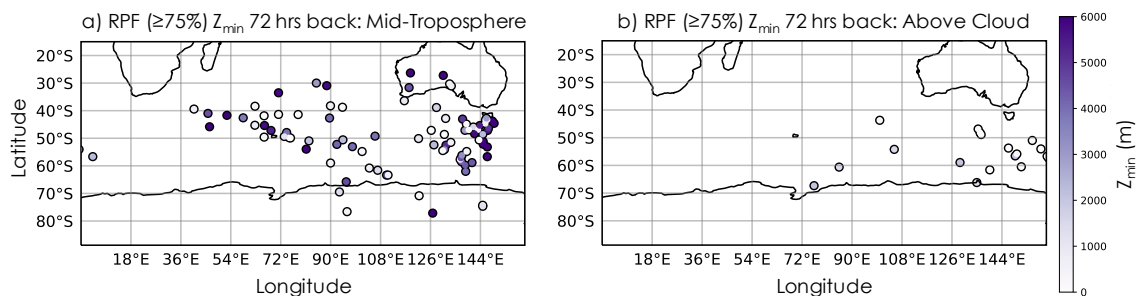 a) RPF (≥75%) Zmin 72 hrs back: Mid-Troposphere
b) RPF (≥75%) Zmin 72 hrs back: Above Cloud
20°S
30°S
40°S
50°S
60°S
70°S
80°S
Latitude
18°E 36°E 54°E 72°E 90°E 108°E 126°E 144°E
Longitude
20°S
30°S
40°S
50°S
60°S
70°S
80°S
18°E 36°E 54°E 72°E 90°E 108°E 126°E 144°E
Longitude
6000
5000
4000
3000
2000
1000
0
Zmin (m)